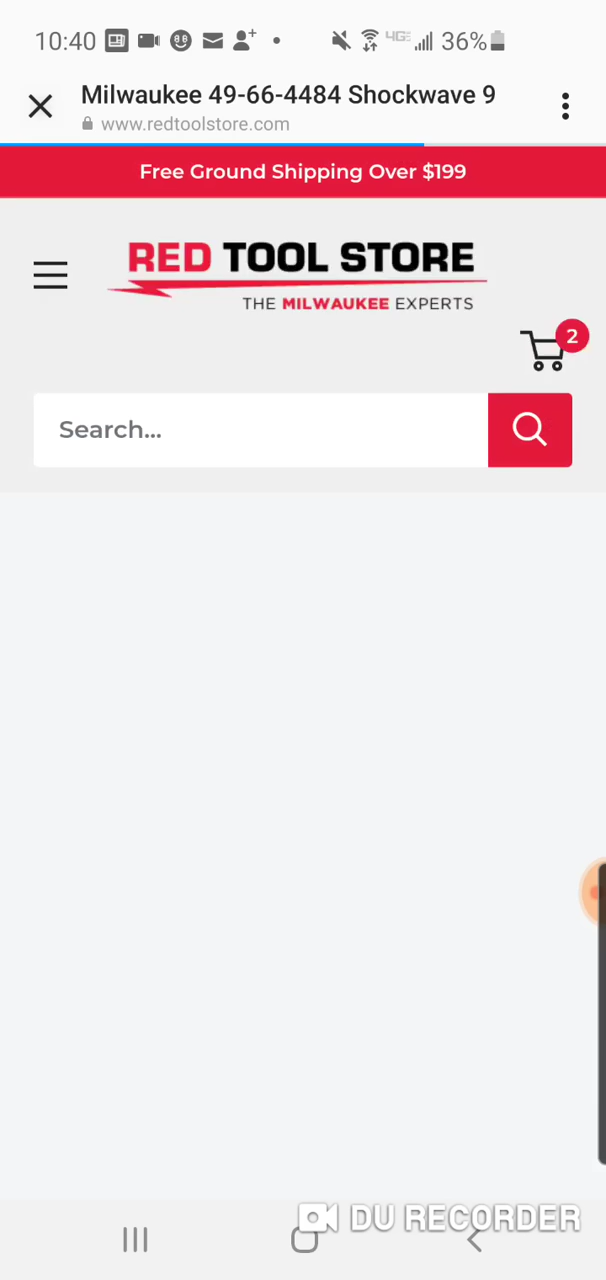 10:40 4GE 36%
Milwaukee 49-66-4484 Shockwave 9
www.redtoolstore.com
Free Ground Shipping Over $199
RED TOOL STORE
THE MILWAUKEE EXPERTS
2
Search...
DU RECORDER